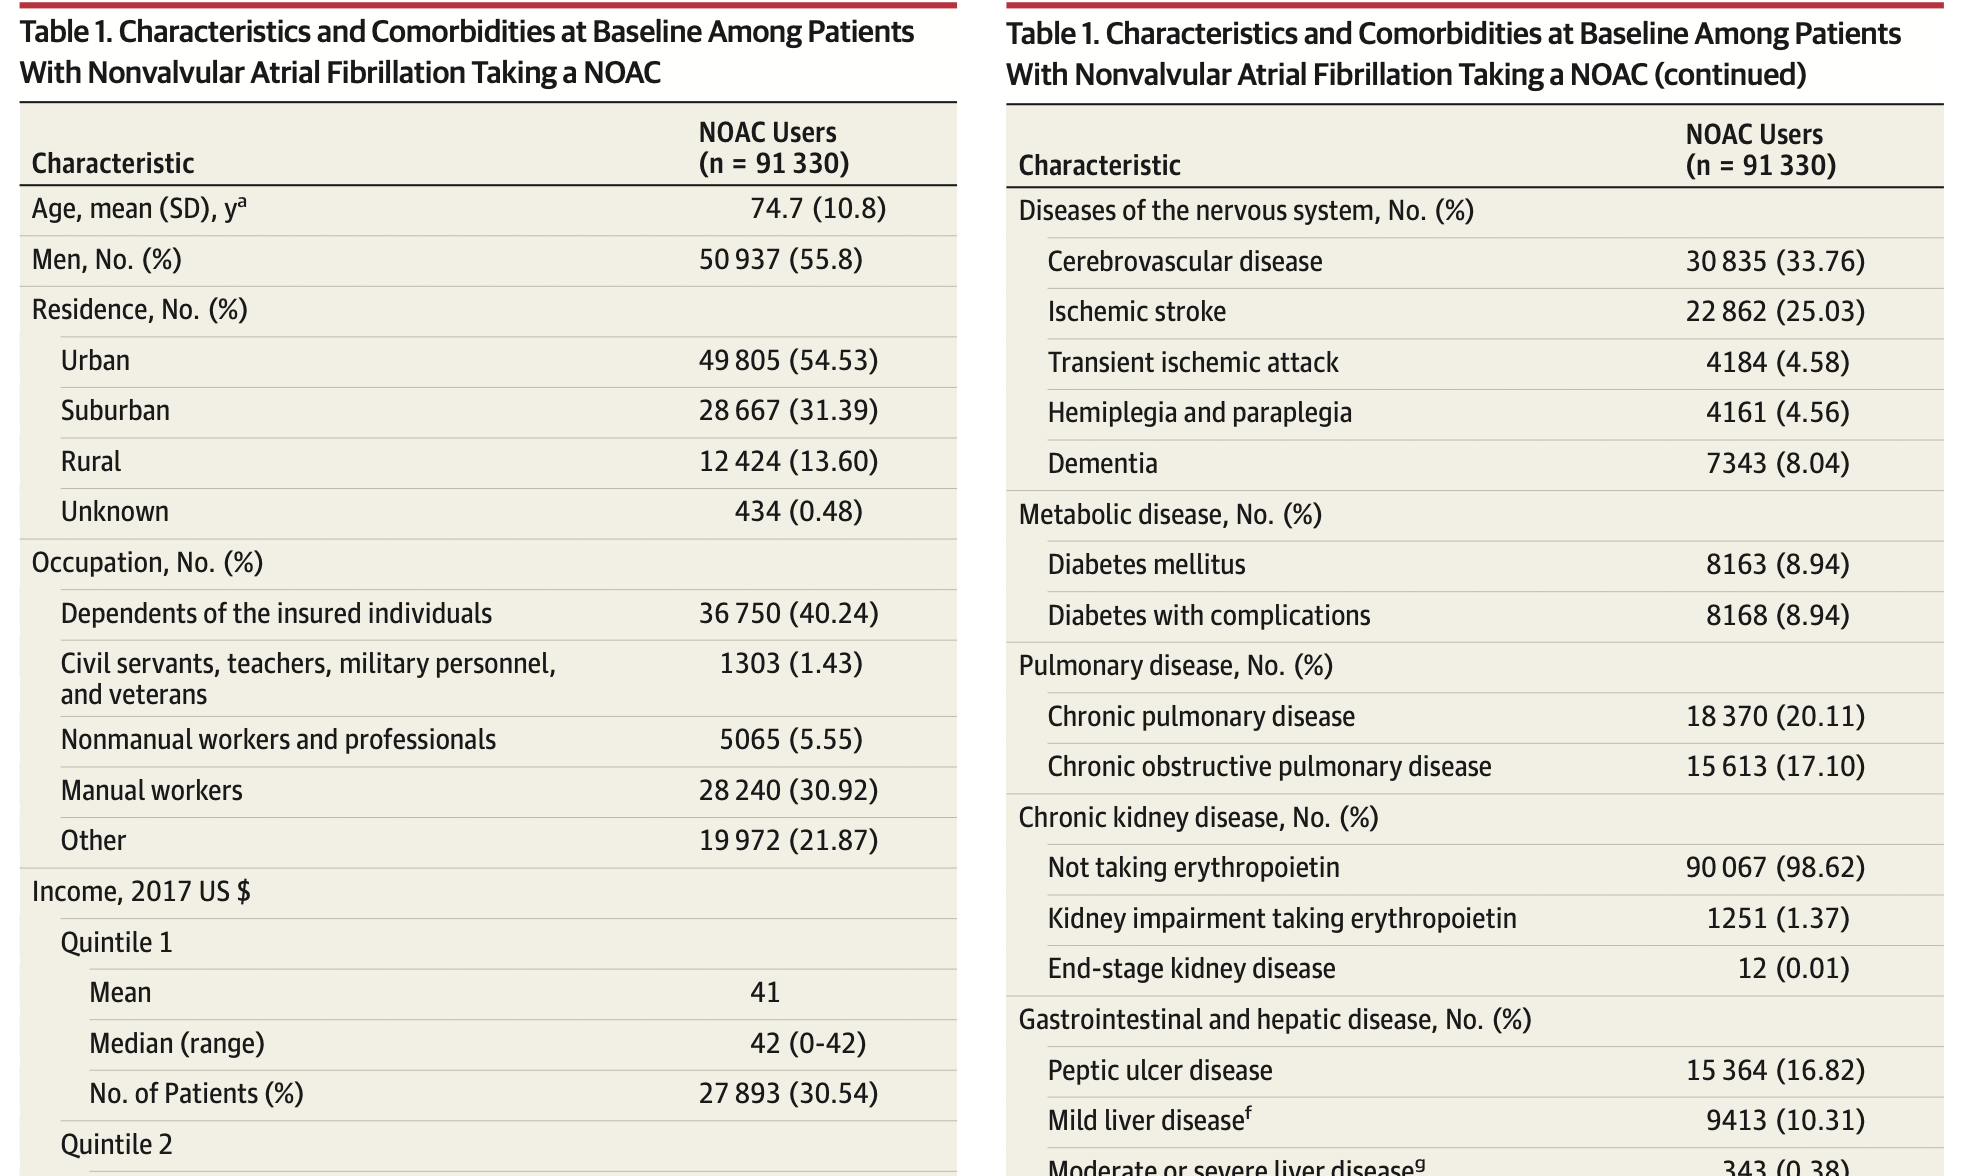 Table 1. Characteristics and Comorbidities at Baseline Among Patients
With Nonvalvular Atrial Fibrillation Taking a NOAC
Characteristic NOAC Users
(n = 91 330)
Age, mean (SD), yᵃ 74.7 (10.8)
Men, No. (%) 50 937 (55.8)
Residence, No. (%)
Urban 49 805 (54.53)
Suburban 28 667 (31.39)
Rural 12 424 (13.60)
Unknown 434 (0.48)
Occupation, No. (%)
Dependents of the insured individuals 36 750 (40.24)
Civil servants, teachers, military personnel, 1303 (1.43)
and veterans
Nonmanual workers and professionals 5065 (5.55)
Manual workers 28 240 (30.92)
Other 19 972 (21.87)
Income, 2017 US $
Quintile 1
Mean 41
Median (range) 42 (0-42)
No. of Patients (%) 27 893 (30.54)
Quintile 2
Table 1. Characteristics and Comorbidities at Baseline Among Patients
With Nonvalvular Atrial Fibrillation Taking a NOAC (continued)
Characteristic NOAC Users
(n = 91 330)
Diseases of the nervous system, No. (%)
Cerebrovascular disease 30 835 (33.76)
Ischemic stroke 22 862 (25.03)
Transient ischemic attack 4184 (4.58)
Hemiplegia and paraplegia 4161 (4.56)
Dementia 7343 (8.04)
Metabolic disease, No. (%)
Diabetes mellitus 8163 (8.94)
Diabetes with complications 8168 (8.94)
Pulmonary disease, No. (%)
Chronic pulmonary disease 18 370 (20.11)
Chronic obstructive pulmonary disease 15 613 (17.10)
Chronic kidney disease, No. (%)
Not taking erythropoietin 90 067 (98.62)
Kidney impairment taking erythropoietin 1251 (1.37)
End-stage kidney disease 12 (0.01)
Gastrointestinal and hepatic disease, No. (%)
Peptic ulcer disease 15 364 (16.82)
Mild liver diseaseᶠ 9413 (10.31)
Moderate or severe liver diseaseᵍ 343 (0.38)